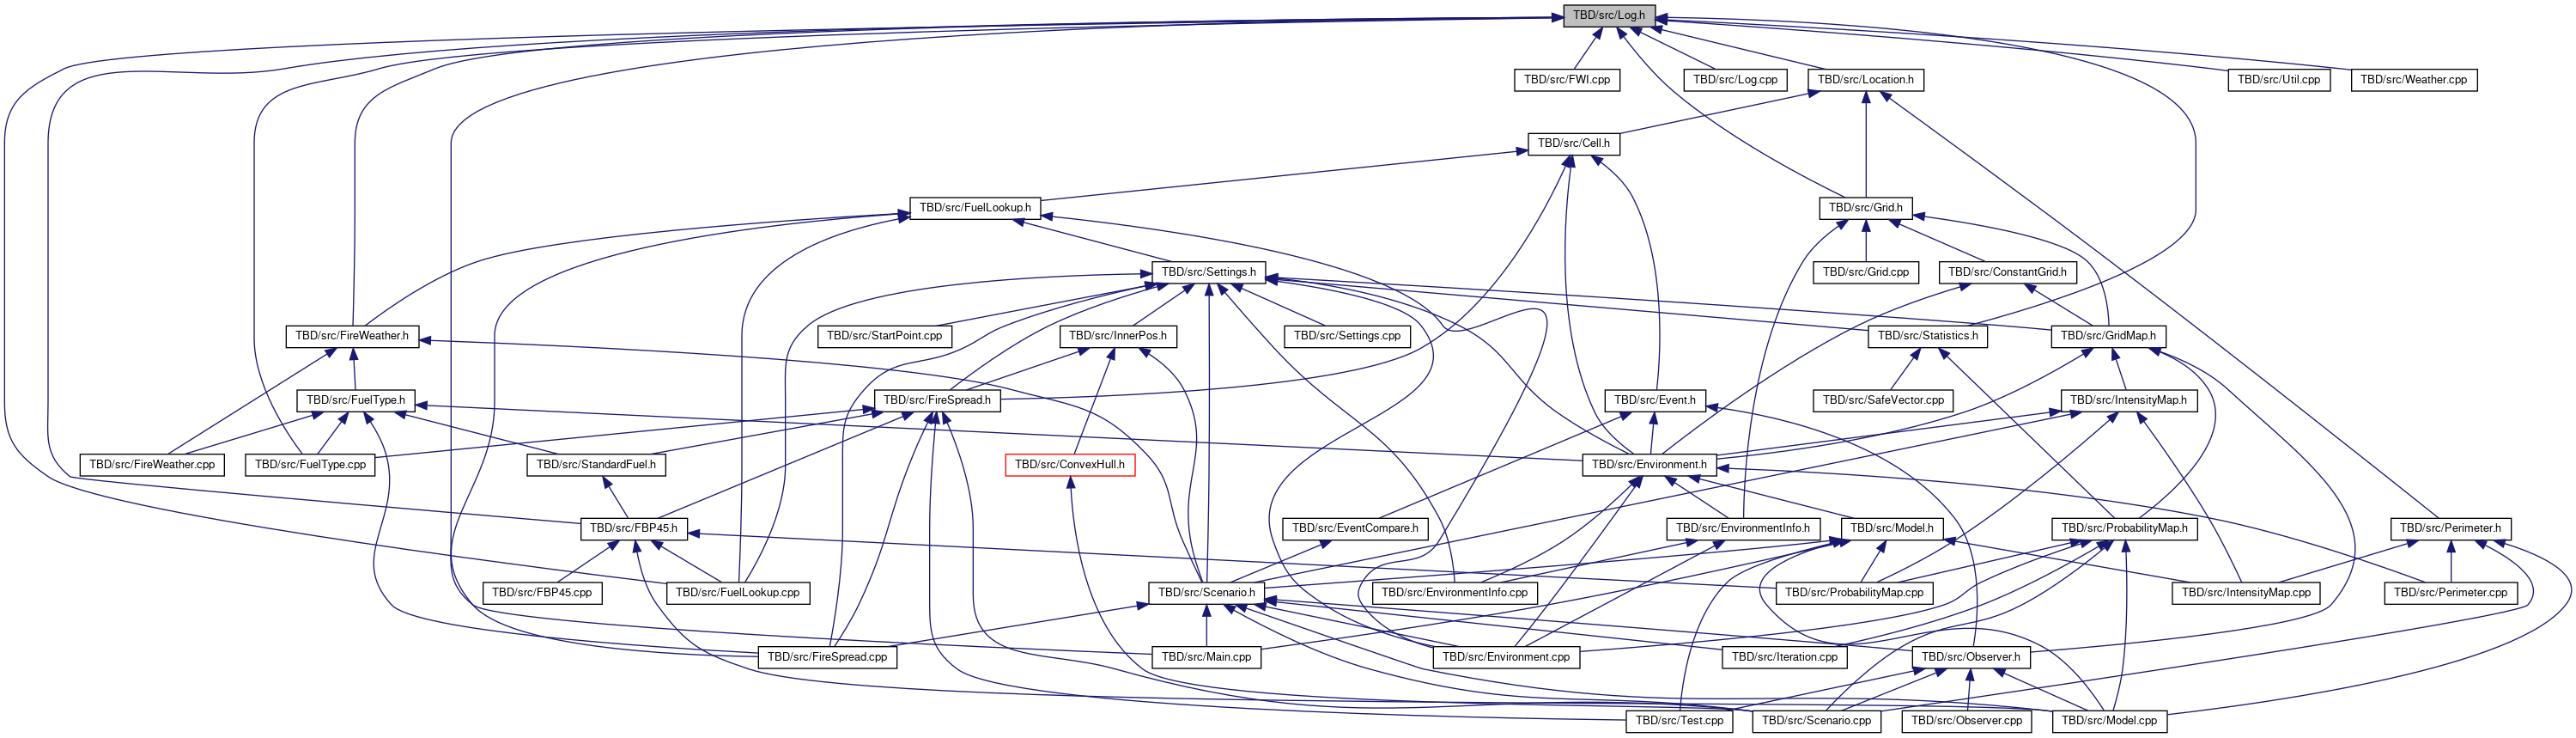 TBD/src/Log.h
TBD/src/FWI.cpp
TBD/src/Log.cpp
TBD/src/Location.h
TBD/src/Util.cpp
TBD/src/Weather.cpp
TBD/src/Cell.h
TBD/src/FuelLookup.h
TBD/src/Grid.h
TBD/src/Settings.h
TBD/src/Grid.cpp
TBD/src/ConstantGrid.h
TBD/src/FireWeather.h
TBD/src/StartPoint.cpp
TBD/src/InnerPos.h
TBD/src/Settings.cpp
TBD/src/Statistics.h
TBD/src/GridMap.h
TBD/src/FuelType.h
TBD/src/FireSpread.h
TBD/src/Event.h
TBD/src/SafeVector.cpp
TBD/src/IntensityMap.h
TBD/src/FireWeather.cpp
TBD/src/FuelType.cpp
TBD/src/StandardFuel.h
TBD/src/ConvexHull.h
TBD/src/Environment.h
TBD/src/FBP45.h
TBD/src/EventCompare.h
TBD/src/EnvironmentInfo.h
TBD/src/Model.h
TBD/src/ProbabilityMap.h
TBD/src/Perimeter.h
TBD/src/FBP45.cpp
TBD/src/FuelLookup.cpp
TBD/src/Scenario.h
TBD/src/EnvironmentInfo.cpp
TBD/src/ProbabilityMap.cpp
TBD/src/IntensityMap.cpp
TBD/src/Perimeter.cpp
TBD/src/FireSpread.cpp
TBD/src/Main.cpp
TBD/src/Environment.cpp
TBD/src/Iteration.cpp
TBD/src/Observer.h
TBD/src/Test.cpp
TBD/src/Scenario.cpp
TBD/src/Observer.cpp
TBD/src/Model.cpp